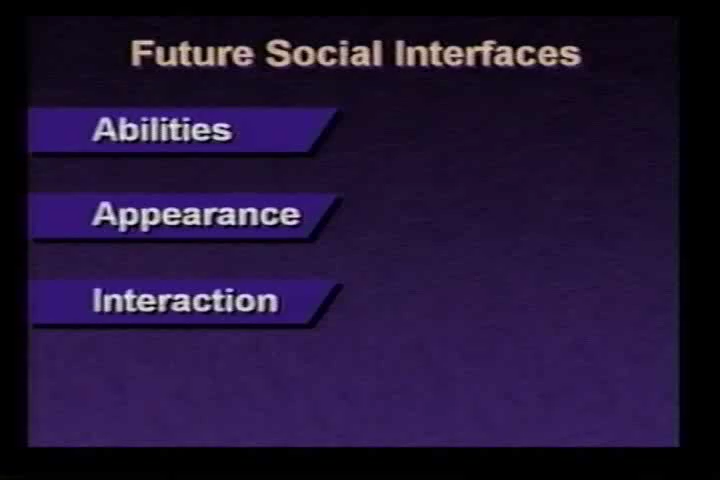 Future Social Interfaces
Abilities
Appearance
Interaction